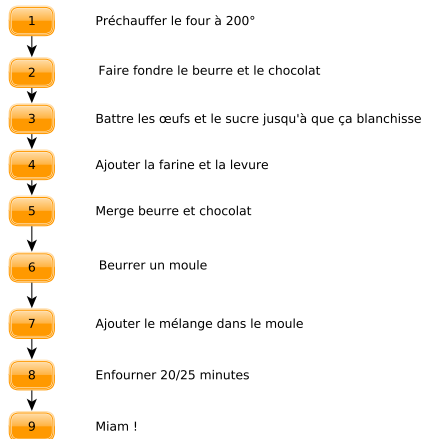 1 Préchauffer le four à 200°
2 Faire fondre le beurre et le chocolat
3 Battre les œufs et le sucre jusqu'à que ça blanchisse
4 Ajouter la farine et la levure
5 Merge beurre et chocolat
6 Beurrer un moule
7 Ajouter le mélange dans le moule
8 Enfourner 20/25 minutes
9 Miam !